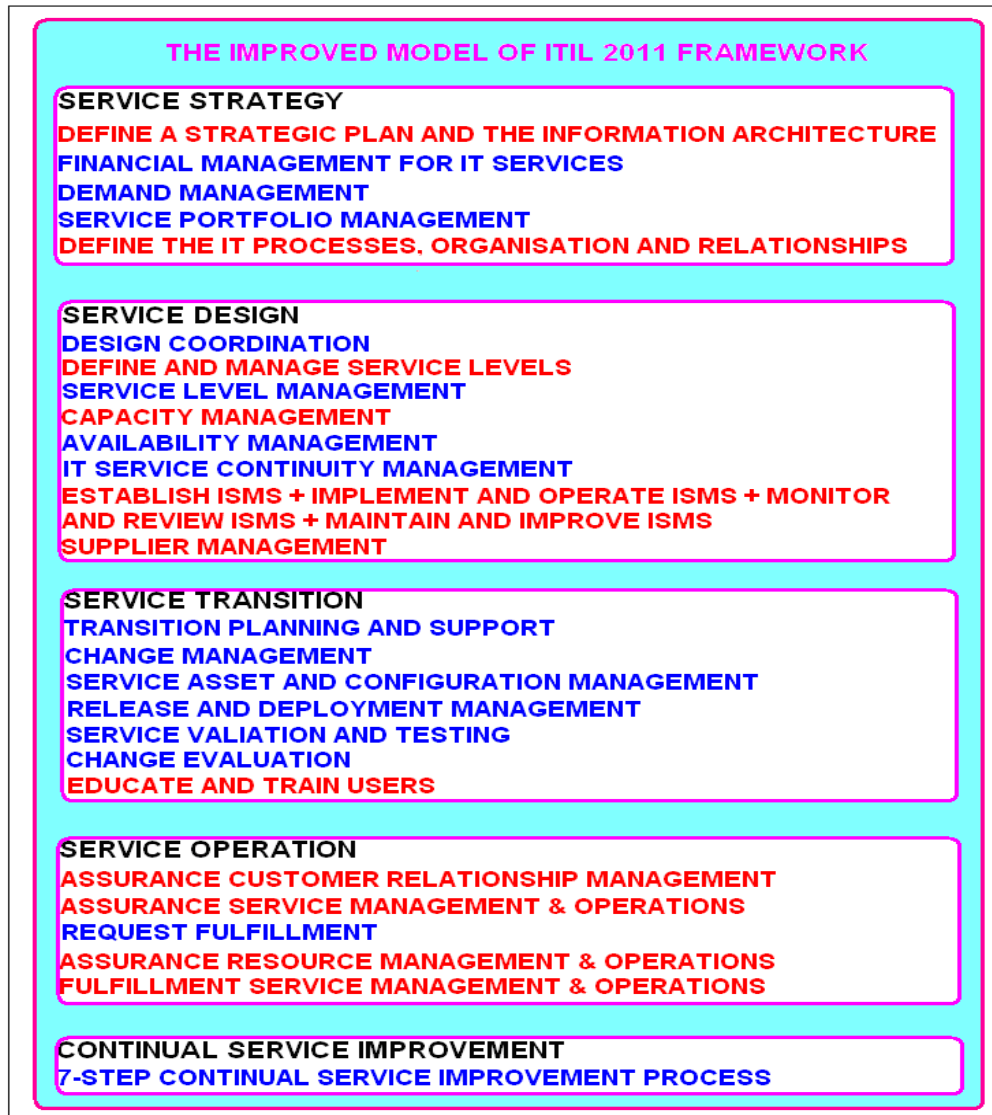 THE IMPROVED MODEL OF ITIL 2011 FRAMEWORK
SERVICE STRATEGY
DEFINE A STRATEGIC PLAN AND THE INFORMATION ARCHITECTURE
FINANCIAL MANAGEMENT FOR IT SERVICES
DEMAND MANAGEMENT
SERVICE PORTFOLIO MANAGEMENT
DEFINE THE IT PROCESSES, ORGANISATION AND RELATIONSHIPS
SERVICE DESIGN
DESIGN COORDINATION
DEFINE AND MANAGE SERVICE LEVELS
SERVICE LEVEL MANAGEMENT
CAPACITY MANAGEMENT
AVAILABILITY MANAGEMENT
IT SERVICE CONTINUITY MANAGEMENT
ESTABLISH ISMS + IMPLEMENT AND OPERATE ISMS + MONITOR
AND REVIEW ISMS + MAINTAIN AND IMPROVE ISMS
SUPPLIER MANAGEMENT
SERVICE TRANSITION
TRANSITION PLANNING AND SUPPORT
CHANGE MANAGEMENT
SERVICE ASSET AND CONFIGURATION MANAGEMENT
RELEASE AND DEPLOYMENT MANAGEMENT
SERVICE VALIATION AND TESTING
CHANGE EVALUATION
EDUCATE AND TRAIN USERS
SERVICE OPERATION
ASSURANCE CUSTOMER RELATIONSHIP MANAGEMENT
ASSURANCE SERVICE MANAGEMENT & OPERATIONS
REQUEST FULFILLMENT
ASSURANCE RESOURCE MANAGEMENT & OPERATIONS
FULFILLMENT SERVICE MANAGEMENT & OPERATIONS
CONTINUAL SERVICE IMPROVEMENT
7-STEP CONTINUAL SERVICE IMPROVEMENT PROCESS